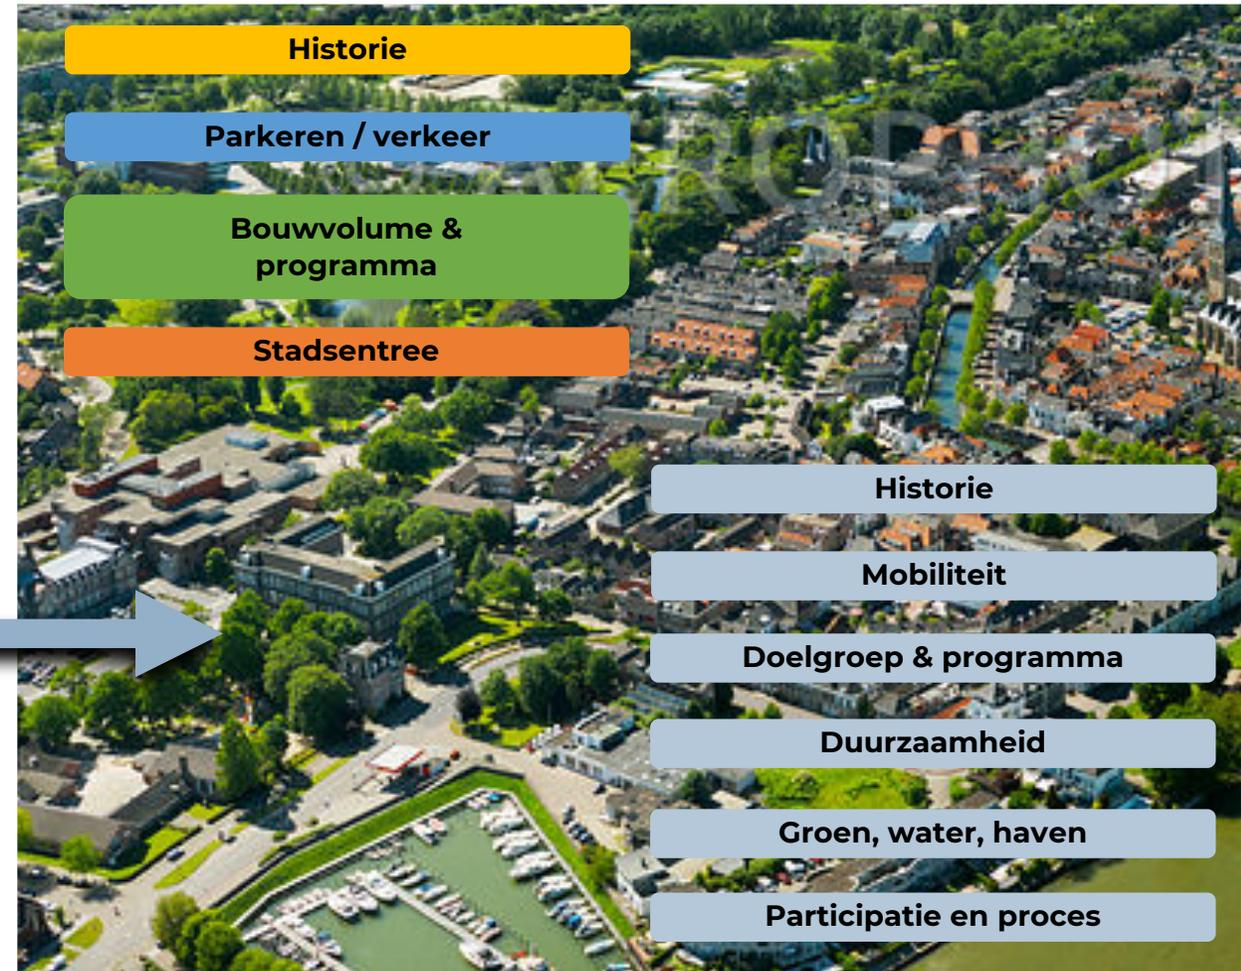 Historie
Parkeren / verkeer
Bouwvolume &
programma
Stadsentree
Historie
Mobiliteit
Doelgroep & programma
Duurzaamheid
Groen, water, haven
Participatie en proces